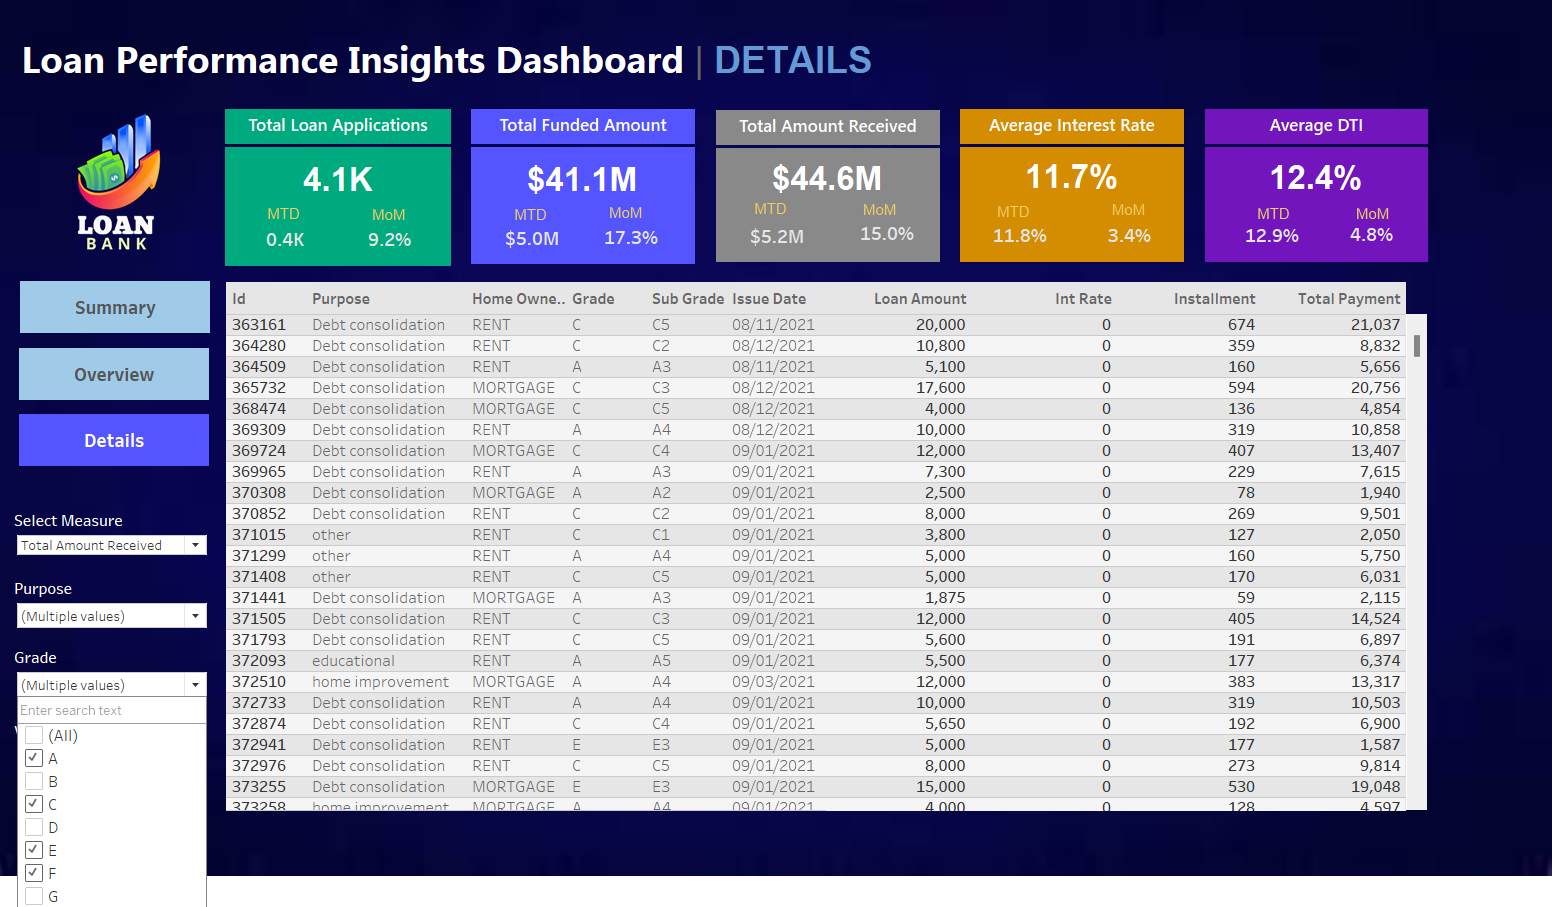 Loan Performance Insights Dashboard | DETAILS
LOAN
BANK
Total Loan Applications
4.1K
MTD MoM
0.4K 9.2%
Total Funded Amount
$41.1M
MTD MoM
$5.0M 17.3%
Total Amount Received
$44.6M
MTD MoM
$5.2M 15.0%
Average Interest Rate
11.7%
MTD MoM
11.8% 3.4%
Average DTI
12.4%
MTD MoM
12.9% 4.8%
Summary
Overview
Details
Select Measure
Total Amount Received
Purpose
(Multiple values)
Grade
(Multiple values)
Enter search text
(All)
A
B
C
D
E
F
G
Id Purpose Home Owne.. Grade Sub Grade Issue Date Loan Amount Int Rate Installment Total Payment
363161 Debt consolidation RENT C C5 08/11/2021 20,000 0 674 21,037
364280 Debt consolidation RENT C C2 08/12/2021 10,800 0 359 8,832
364509 Debt consolidation RENT A A3 08/11/2021 5,100 0 160 5,656
365732 Debt consolidation MORTGAGE C C3 08/12/2021 17,600 0 594 20,756
368474 Debt consolidation MORTGAGE C C5 08/12/2021 4,000 0 136 4,854
369309 Debt consolidation RENT A A4 08/12/2021 10,000 0 319 10,858
369724 Debt consolidation MORTGAGE C C4 09/01/2021 12,000 0 407 13,407
369965 Debt consolidation RENT A A3 09/01/2021 7,300 0 229 7,615
370308 Debt consolidation MORTGAGE A A2 09/01/2021 2,500 0 78 1,940
370852 Debt consolidation RENT C C2 09/01/2021 8,000 0 269 9,501
371015 other RENT C C1 09/01/2021 3,800 0 127 2,050
371299 other RENT A A4 09/01/2021 5,000 0 160 5,750
371408 other RENT C C5 09/01/2021 5,000 0 170 6,031
371441 Debt consolidation MORTGAGE A A3 09/01/2021 1,875 0 59 2,115
371505 Debt consolidation RENT C C3 09/01/2021 12,000 0 405 14,524
371793 Debt consolidation RENT C C5 09/01/2021 5,600 0 191 6,897
372093 educational RENT A A5 09/01/2021 5,500 0 177 6,374
372510 home improvement MORTGAGE A A4 09/03/2021 12,000 0 383 13,317
372733 Debt consolidation RENT A A4 09/01/2021 10,000 0 319 10,503
372874 Debt consolidation RENT C C4 09/01/2021 5,650 0 192 6,900
372941 Debt consolidation RENT E E3 09/01/2021 5,000 0 177 1,587
372976 Debt consolidation RENT C C5 09/01/2021 8,000 0 273 9,814
373255 Debt consolidation MORTGAGE E E3 09/01/2021 15,000 0 530 19,048
373258 home improvement MORTGAGE A A4 09/01/2021 4,000 0 128 4,597